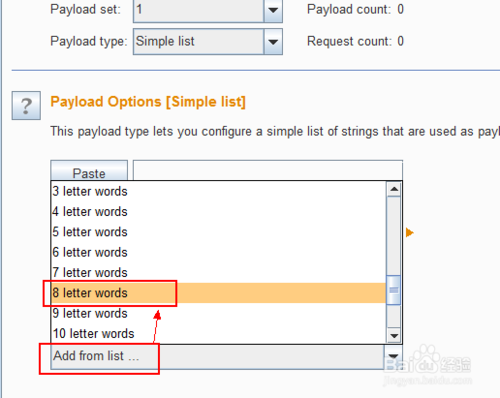 Payload set: 1 Payload count: 0
Payload type: Simple list Request count: 0
? Payload Options [Simple list]
This payload type lets you configure a simple list of strings that are used as payl
Paste
3 letter words
4 letter words
5 letter words
6 letter words
7 letter words
8 letter words
9 letter words
10 letter words
Add from list ...
Baidu 经验
jingyan.baidu.com